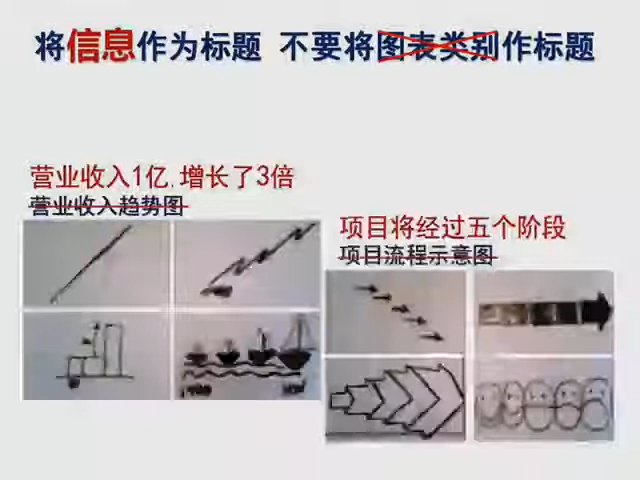 将信息作为标题 不要将图表类别作标题
营业收入1亿,增长了3倍
营业收入趋势图
项目将经过五个阶段
项目流程示意图